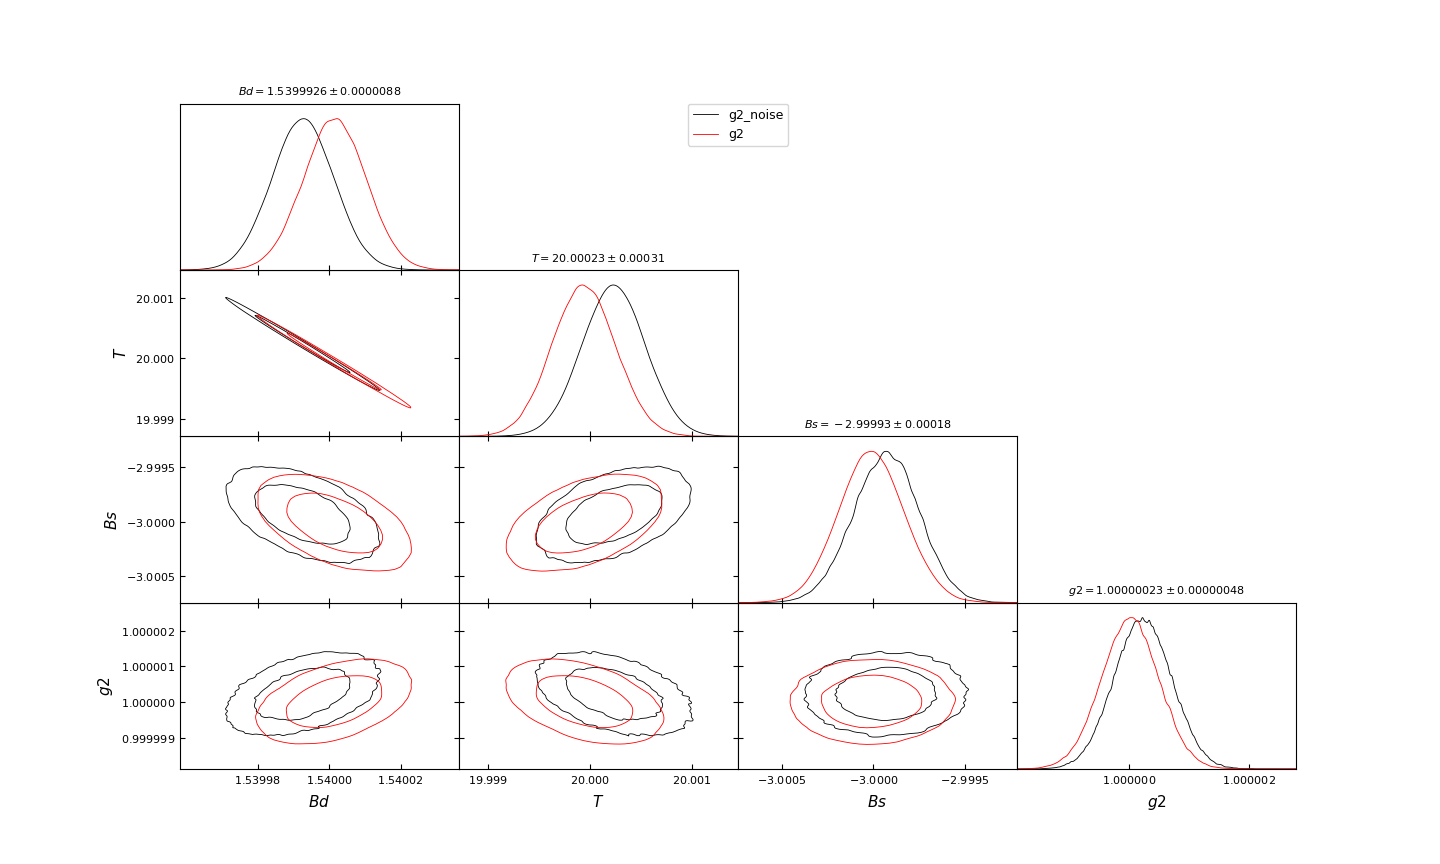 Bd = 1.5399926 ± 0.0000088
g2_noise
g2
T = 20.00023 ± 0.00031
20.001
20.000
19.999
T
Bs = −2.99993 ± 0.00018
−2.9995
−3.0000
−3.0005
Bs
g2 = 1.00000023 ± 0.00000048
1.000002
1.000001
1.000000
0.999999
g2
1.53998 1.54000 1.54002
19.999 20.000 20.001
−3.0005 −3.0000 −2.9995
1.000000 1.000002
Bd T Bs g2